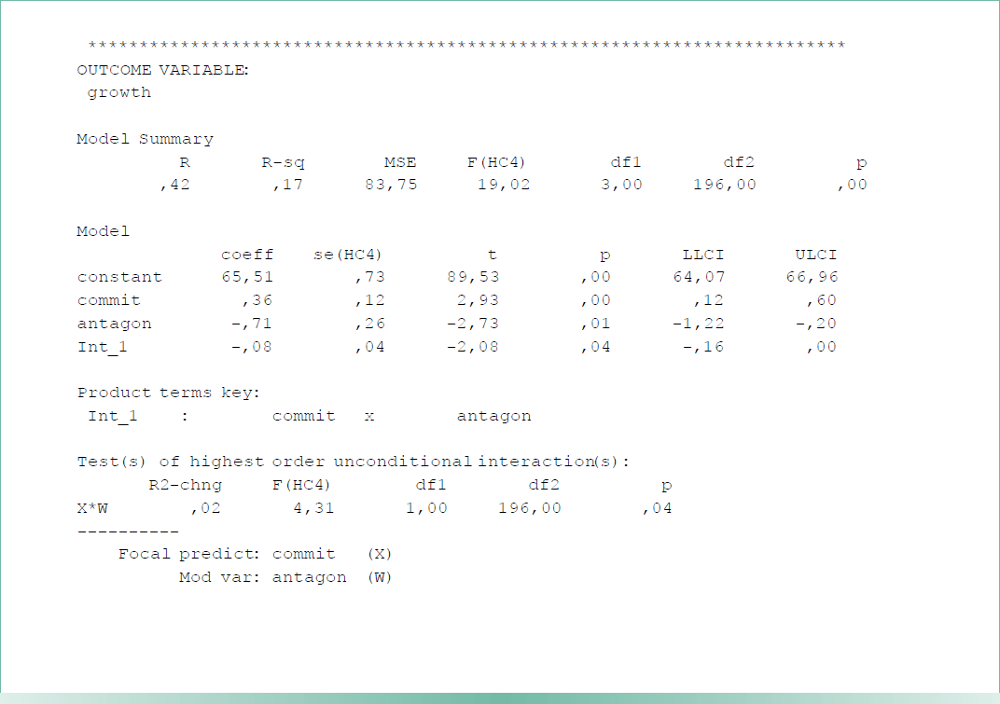 **************************************************************************
OUTCOME VARIABLE:
growth
Model Summary
R R-sq MSE F(HC4) df1 df2 p
,42 ,17 83,75 19,02 3,00 196,00 ,00
Model
coeff se(HC4) t p LLCI ULCI
constant 65,51 ,73 89,53 ,00 64,07 66,96
commit ,36 ,12 2,93 ,00 ,12 ,60
antagon -,71 ,26 -2,73 ,01 -1,22 -,20
Int_1 -,08 ,04 -2,08 ,04 -,16 ,00
Product terms key:
Int_1 : commit x antagon
Test(s) of highest order unconditional interaction(s):
R2-chng F(HC4) df1 df2 p
X*W ,02 4,31 1,00 196,00 ,04
----------
Focal predict: commit (X)
Mod var: antagon (W)